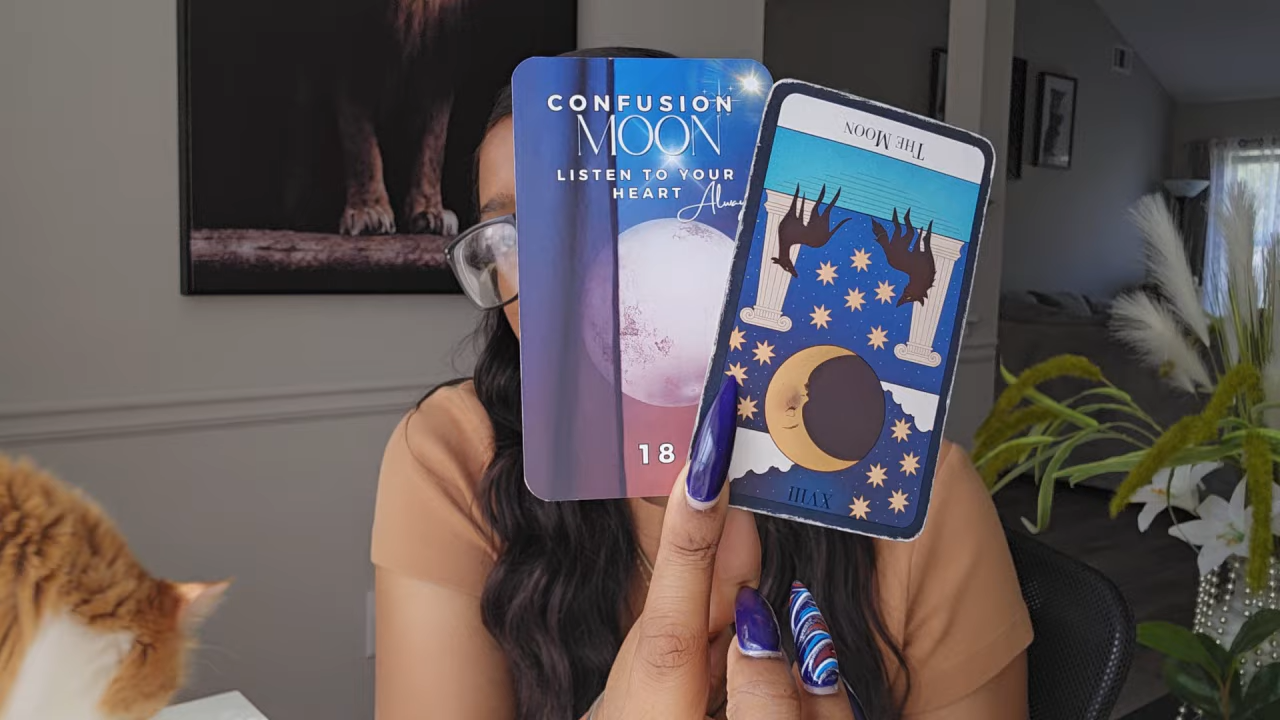 CONFUSION
MOON
LISTEN TO YOUR
HEART
18
THE MOON
XVIII